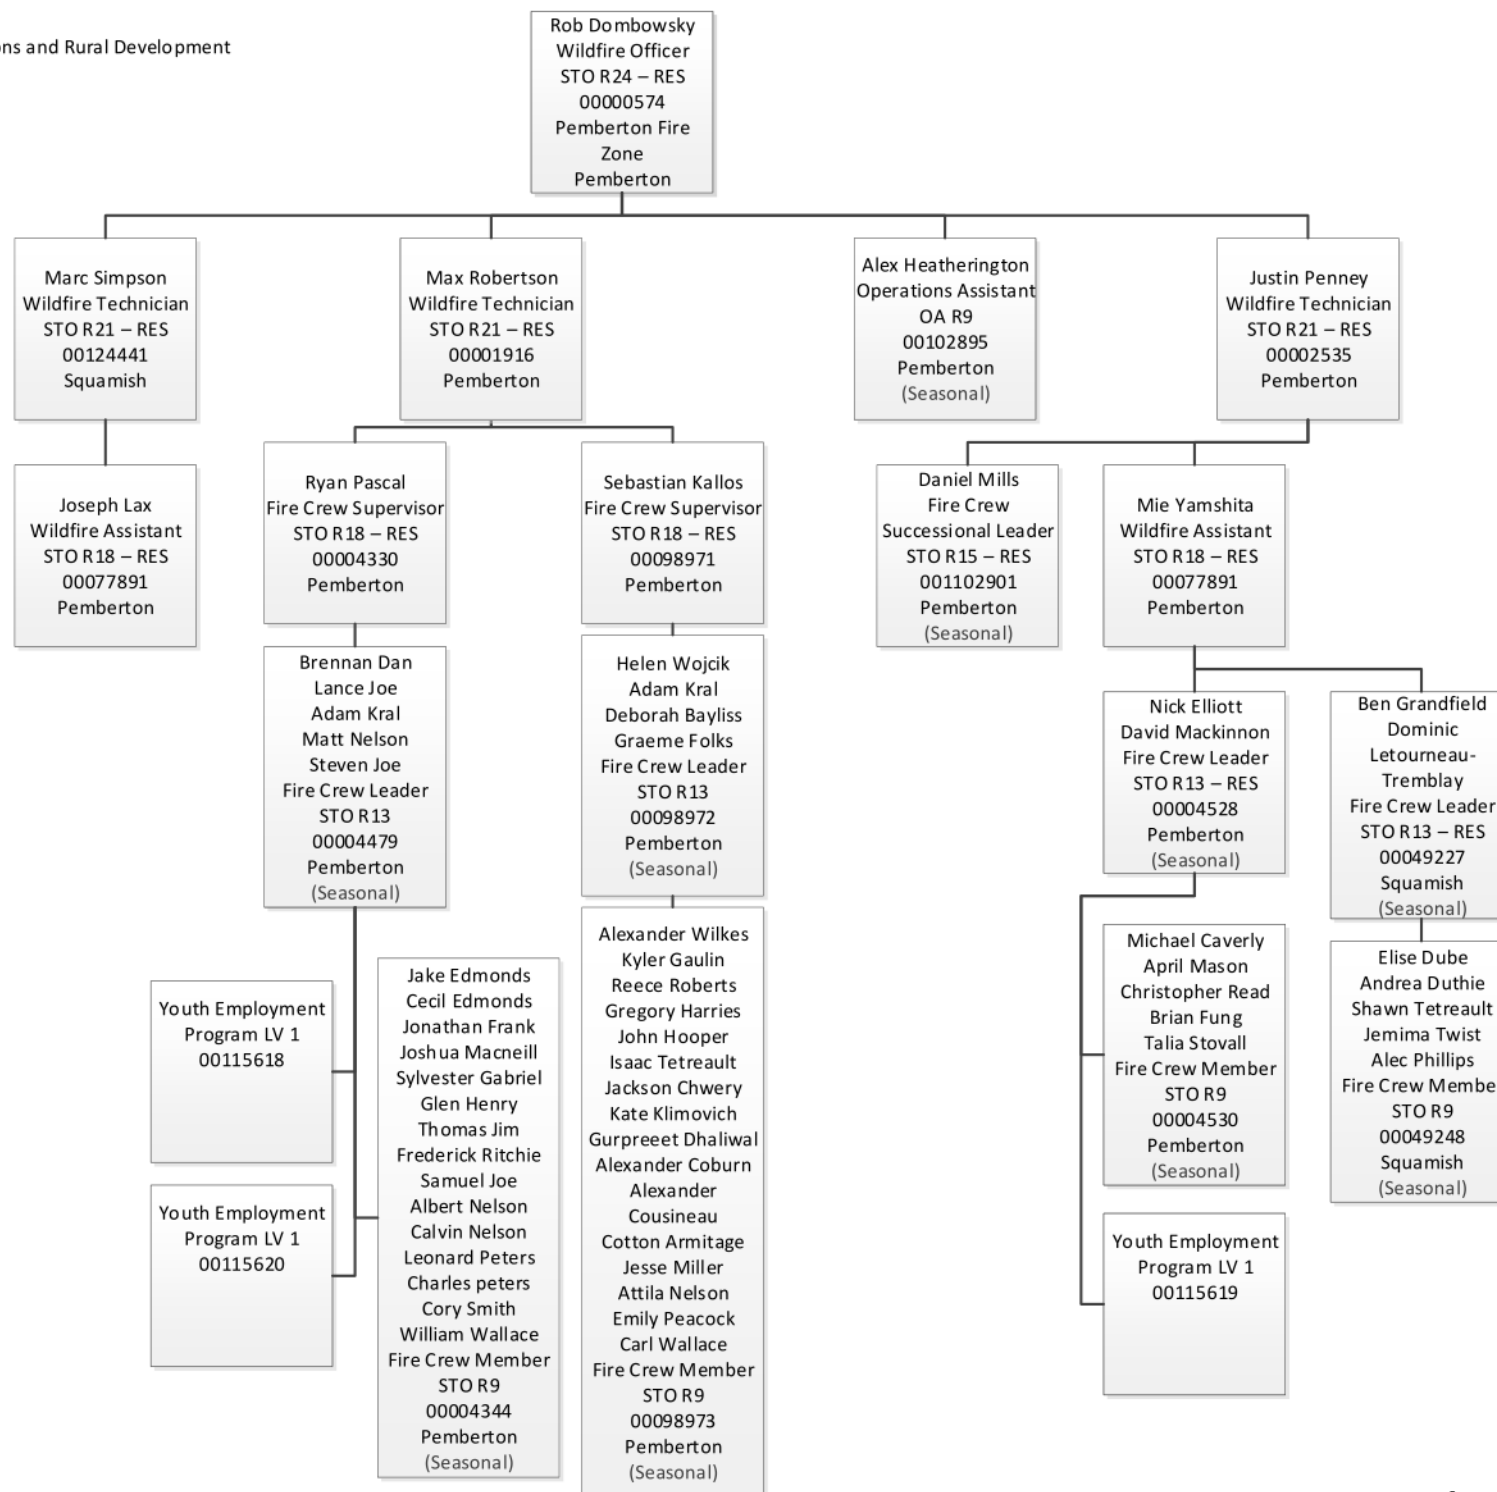 ons and Rural Development
Rob Dombowsky
Wildfire Officer
STO R24 – RES
00000574
Pemberton Fire
Zone
Pemberton
Marc Simpson
Wildfire Technician
STO R21 – RES
00124441
Squamish
Max Robertson
Wildfire Technician
STO R21 – RES
00001916
Pemberton
Alex Heatherington
Operations Assistant
OA R9
00102895
Pemberton
(Seasonal)
Justin Penney
Wildfire Technician
STO R21 – RES
00002535
Pemberton
Joseph Lax
Wildfire Assistant
STO R18 – RES
00077891
Pemberton
Ryan Pascal
Fire Crew Supervisor
STO R18 – RES
00004330
Pemberton
Sebastian Kallos
Fire Crew Supervisor
STO R18 – RES
00098971
Pemberton
Daniel Mills
Fire Crew
Successional Leader
STO R15 – RES
001102901
Pemberton
(Seasonal)
Mie Yamshita
Wildfire Assistant
STO R18 – RES
00077891
Pemberton
Brennan Dan
Lance Joe
Adam Kral
Matt Nelson
Steven Joe
Fire Crew Leader
STO R13
00004479
Pemberton
(Seasonal)
Helen Wojcik
Adam Kral
Deborah Bayliss
Graeme Folks
Fire Crew Leader
STO R13
00098972
Pemberton
(Seasonal)
Nick Elliott
David Mackinnon
Fire Crew Leader
STO R13 – RES
00004528
Pemberton
(Seasonal)
Ben Grandfield
Dominic
Letourneau-
Tremblay
Fire Crew Leader
STO R13 – RES
00049227
Squamish
(Seasonal)
Youth Employment
Program LV 1
00115618
Youth Employment
Program LV 1
00115620
Jake Edmonds
Cecil Edmonds
Jonathan Frank
Joshua Macneill
Sylvester Gabriel
Glen Henry
Thomas Jim
Frederick Ritchie
Samuel Joe
Albert Nelson
Calvin Nelson
Leonard Peters
Charles peters
Cory Smith
William Wallace
Fire Crew Member
STO R9
00004344
Pemberton
(Seasonal)
Alexander Wilkes
Kyler Gaulin
Reece Roberts
Gregory Harries
John Hooper
Isaac Tetreault
Jackson Chwery
Kate Klimovich
Gurpreeet Dhaliwal
Alexander Coburn
Alexander
Cousineau
Cotton Armitage
Jesse Miller
Attila Nelson
Emily Peacock
Carl Wallace
Fire Crew Member
STO R9
00098973
Pemberton
(Seasonal)
Michael Caverly
April Mason
Christopher Read
Brian Fung
Talia Stovall
Fire Crew Member
STO R9
00004530
Pemberton
(Seasonal)
Youth Employment
Program LV 1
00115619
Elise Dube
Andrea Duthie
Shawn Tetreault
Jemima Twist
Alec Phillips
Fire Crew Membe
STO R9
00049248
Squamish
(Seasonal)